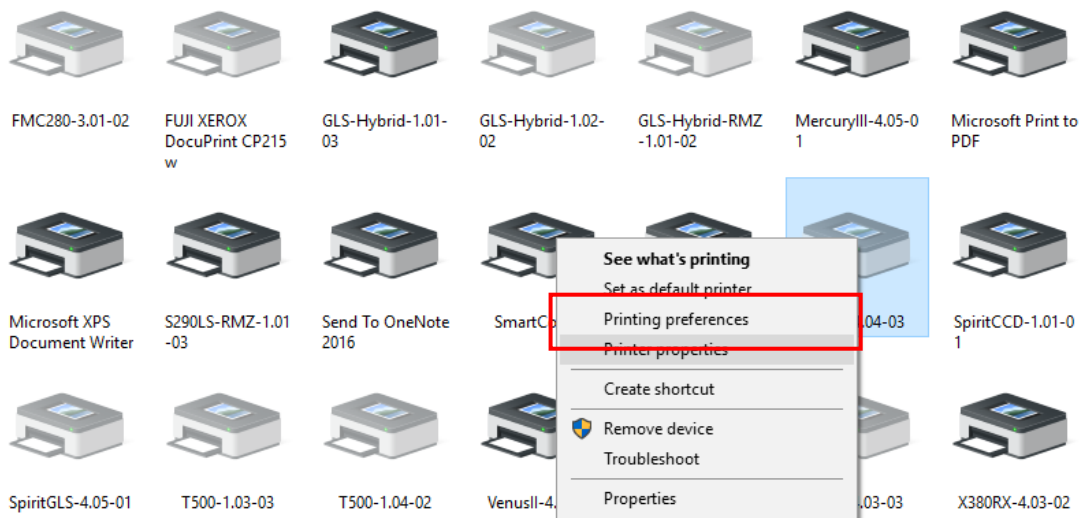 FMC280-3.01-02
FUJI XEROX
DocuPrint CP215
w
GLS-Hybrid-1.01-
03
GLS-Hybrid-1.02-
02
GLS-Hybrid-RMZ
-1.01-02
MercuryIII-4.05-0
1
Microsoft Print to
PDF
Microsoft XPS
Document Writer
S290LS-RMZ-1.01
-03
Send To OneNote
2016
SmartCo
.04-03
SpiritCCD-1.01-0
1
See what's printing
Set as default printer
Printing preferences
Printer properties
Create shortcut
Remove device
Troubleshoot
Properties
SpiritGLS-4.05-01
T500-1.03-03
T500-1.04-02
VenusII-4.
.03-03
X380RX-4.03-02